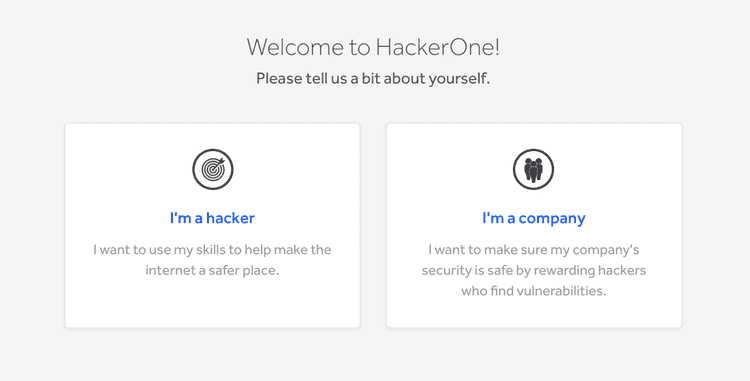 Welcome to HackerOne!
Please tell us a bit about yourself.
I'm a hacker
I want to use my skills to help make the
internet a safer place.
I'm a company
I want to make sure my company's
security is safe by rewarding hackers
who find vulnerabilities.